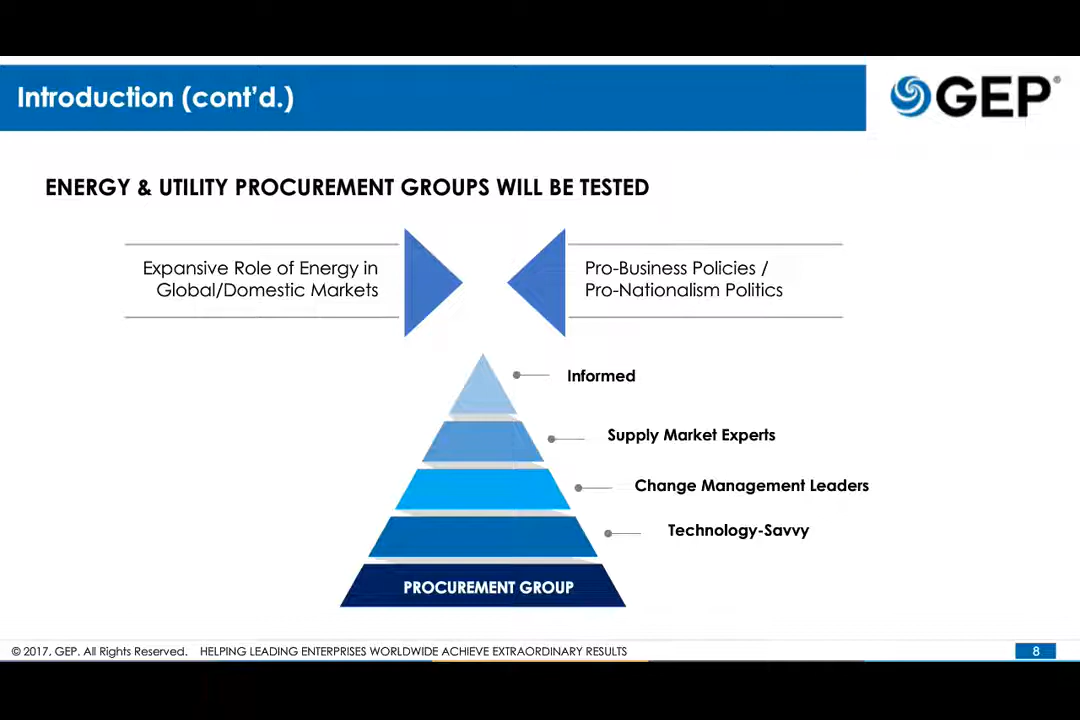 Introduction (cont'd.)
GEP®
ENERGY & UTILITY PROCUREMENT GROUPS WILL BE TESTED
Expansive Role of Energy in
Global/Domestic Markets
Pro-Business Policies /
Pro-Nationalism Politics
Informed
Supply Market Experts
Change Management Leaders
Technology-Savvy
PROCUREMENT GROUP
© 2017, GEP. All Rights Reserved. HELPING LEADING ENTERPRISES WORLDWIDE ACHIEVE EXTRAORDINARY RESULTS
8